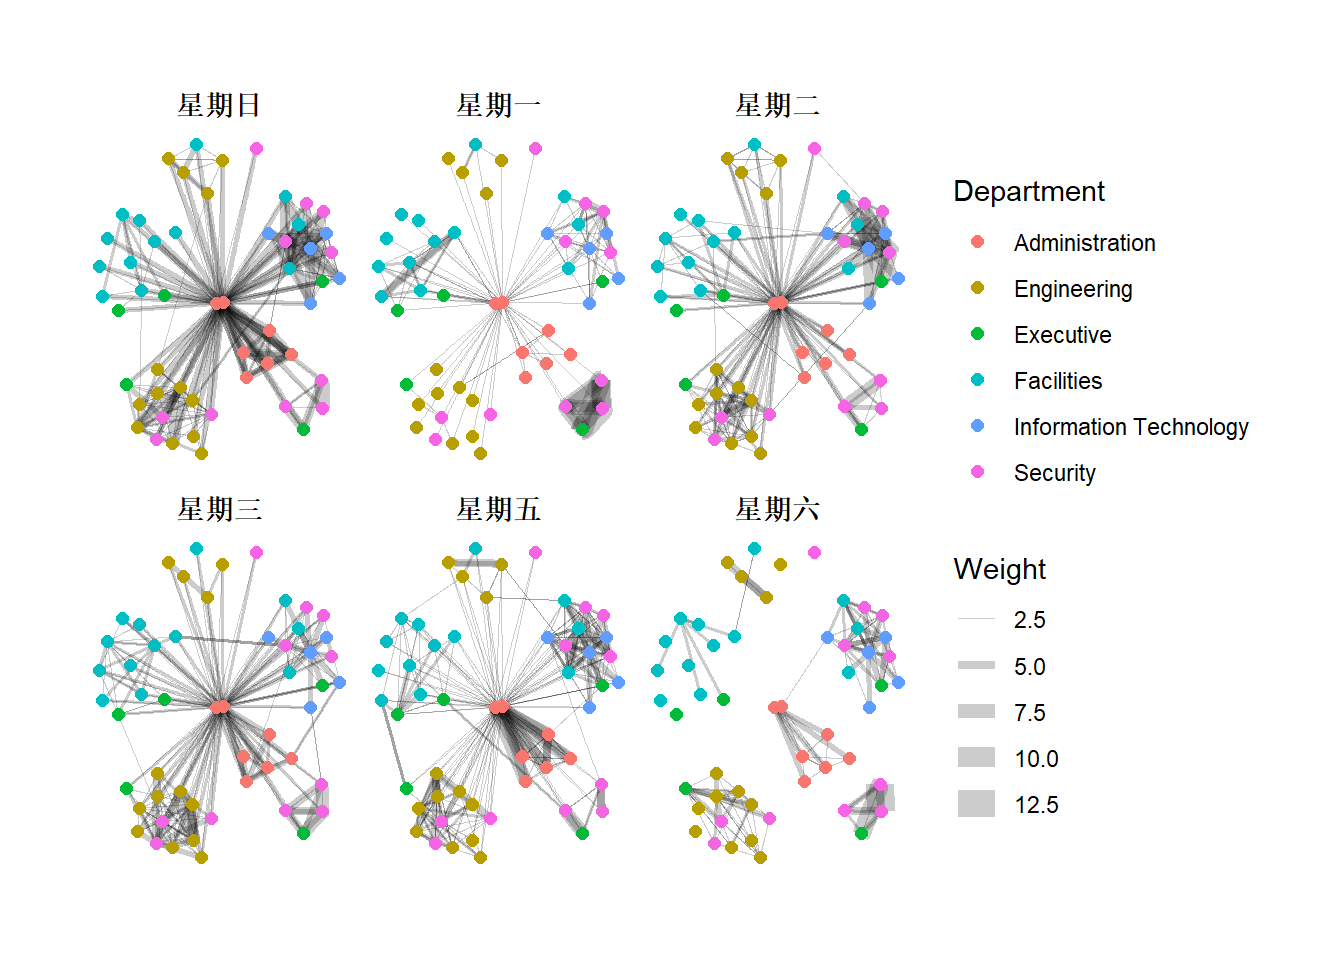 星期日
星期一
星期二
星期三
星期五
星期六
Department
Administration
Engineering
Executive
Facilities
Information Technology
Security
Weight
2.5
5.0
7.5
10.0
12.5